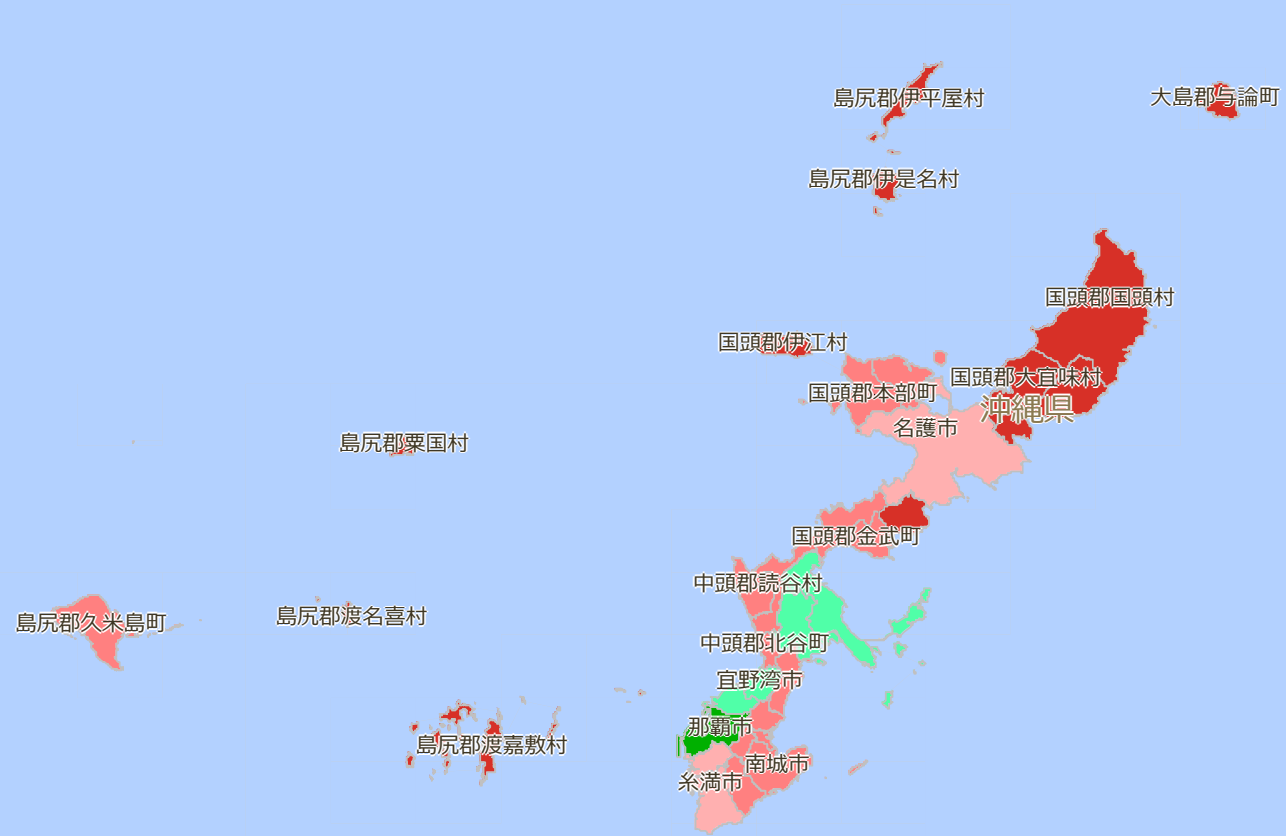 島尻郡伊平屋村
大島郡与論町
島尻郡伊是名村
国頭郡国頭村
国頭郡伊江村
国頭郡大宜味村
国頭郡本部町
沖縄県
名護市
島尻郡粟国村
国頭郡金武町
中頭郡読谷村
島尻郡渡名喜村
島尻郡久米島町
中頭郡北谷町
宜野湾市
那覇市
島尻郡渡嘉敷村
南城市
糸満市